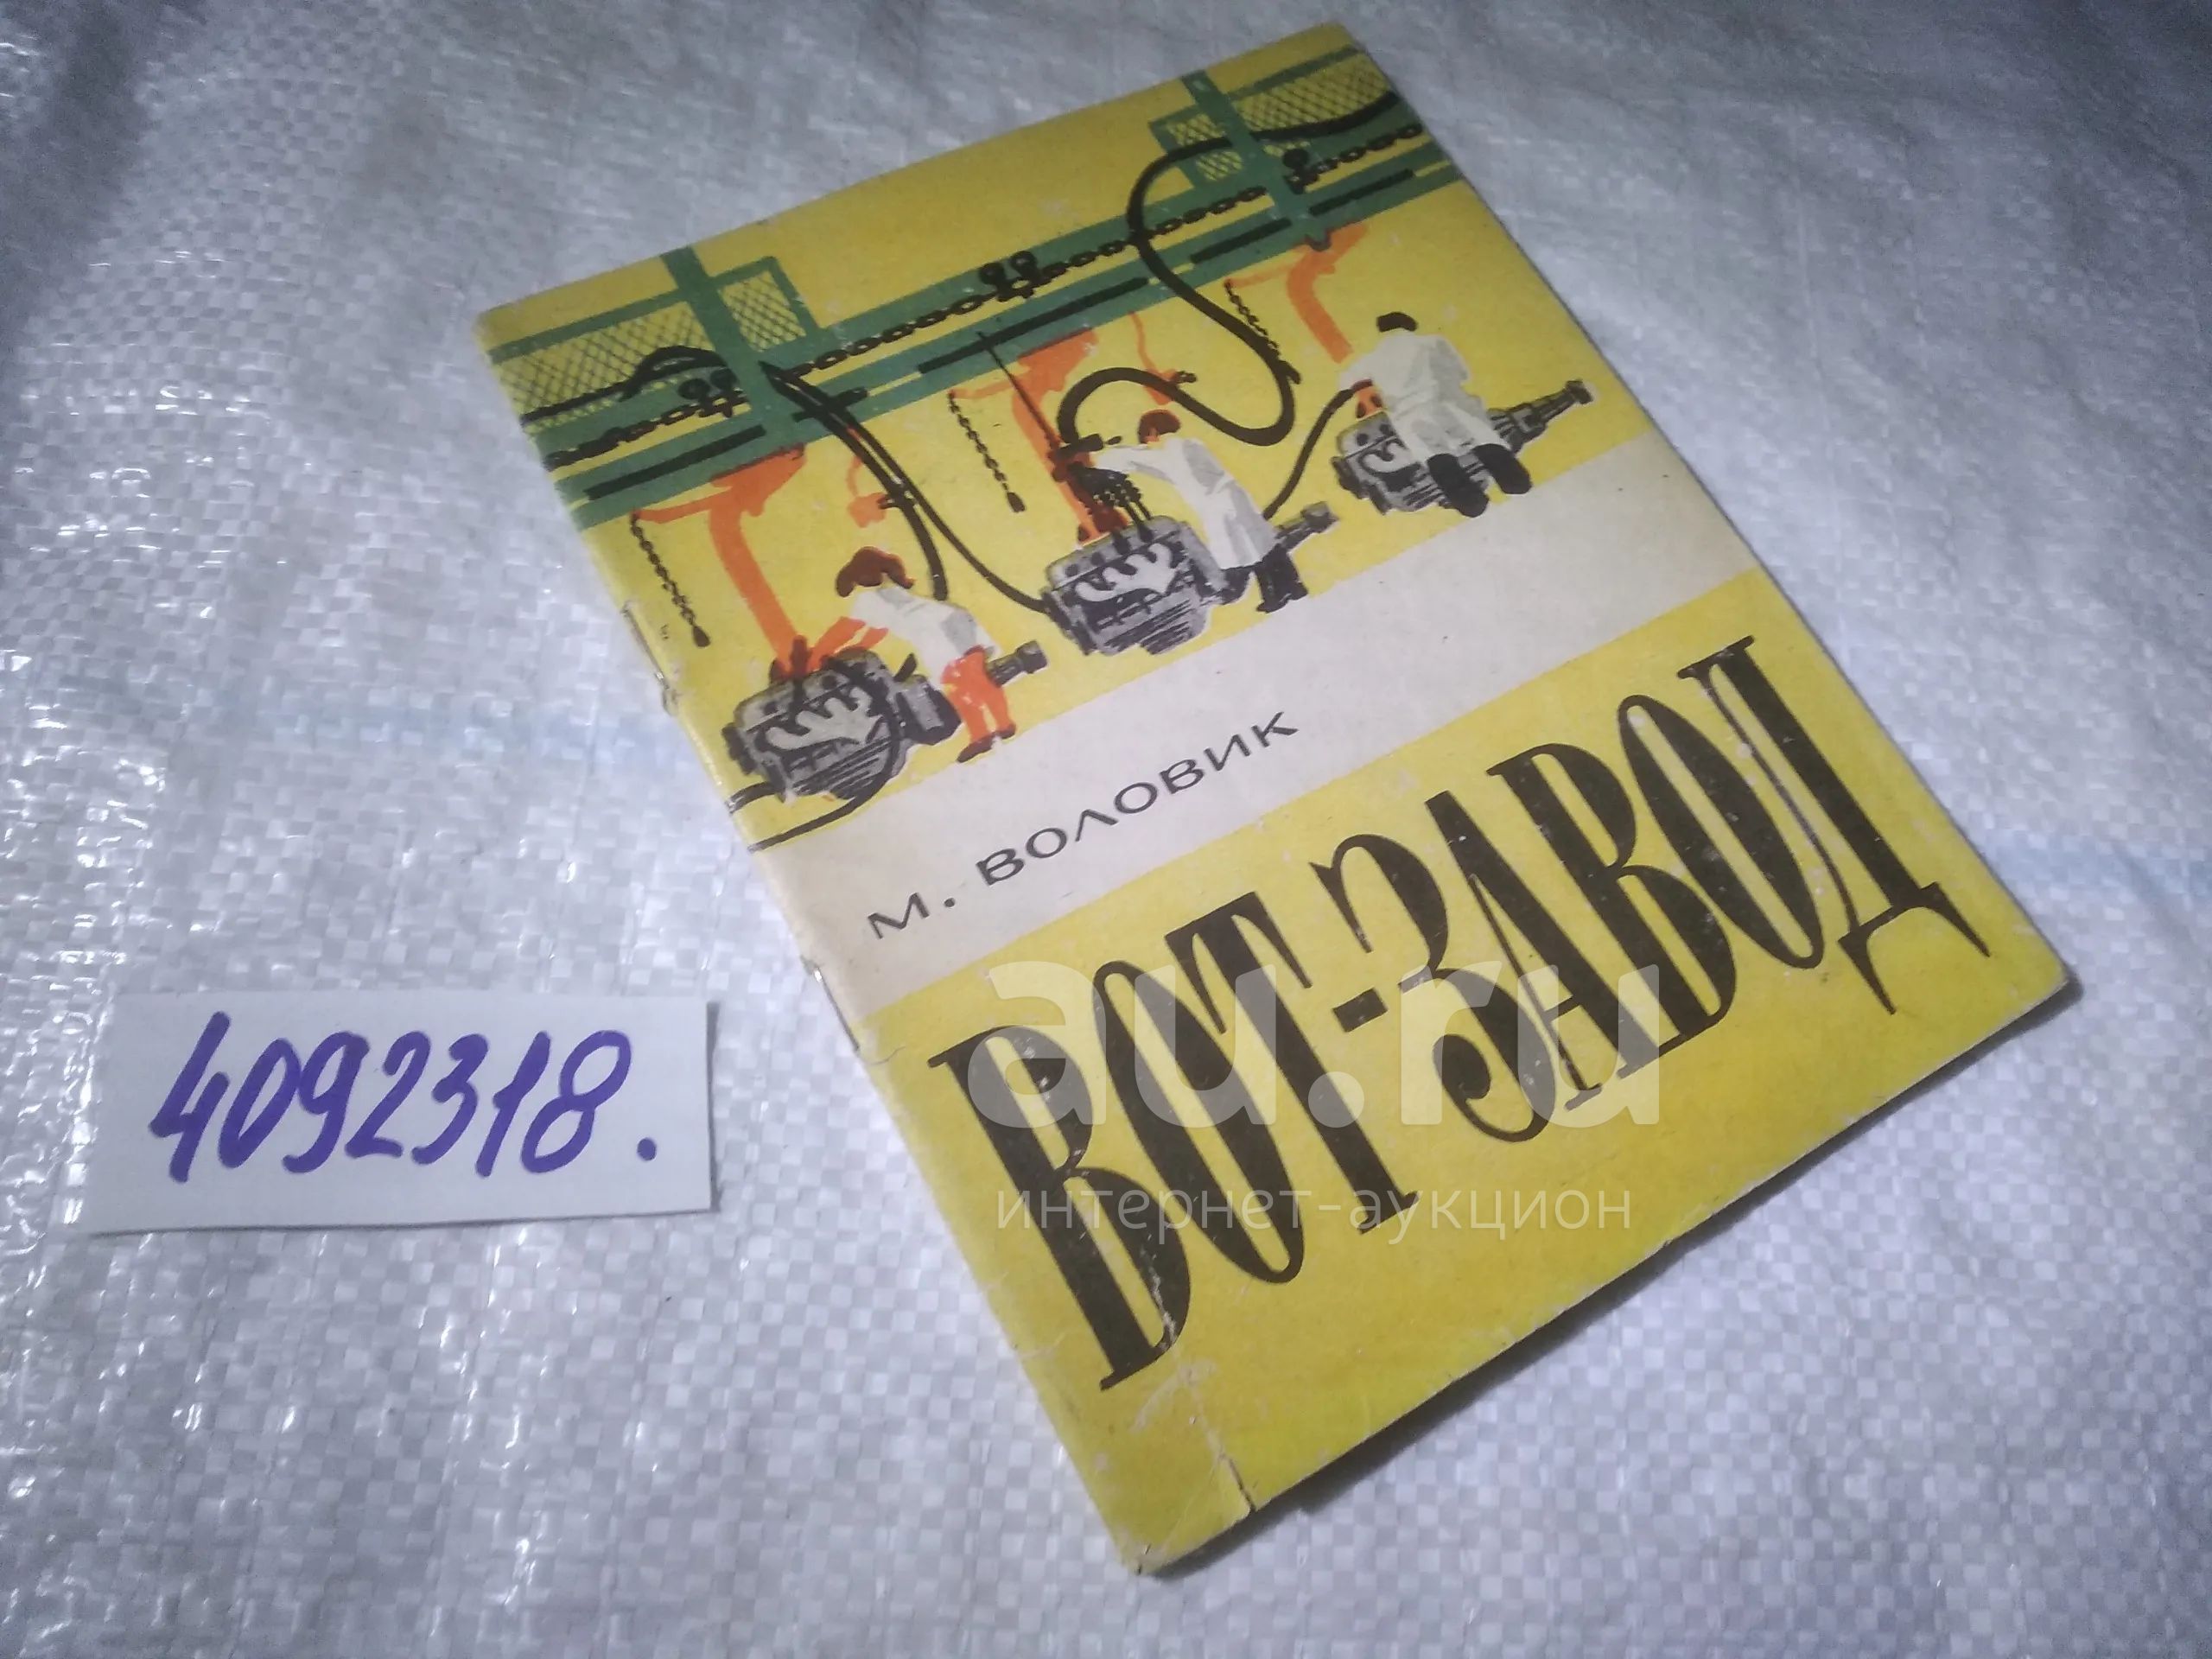 М. ВОЛОВИК
ВОТ-ЗАВОД
au.ru
интернет-аукцион
4092318.